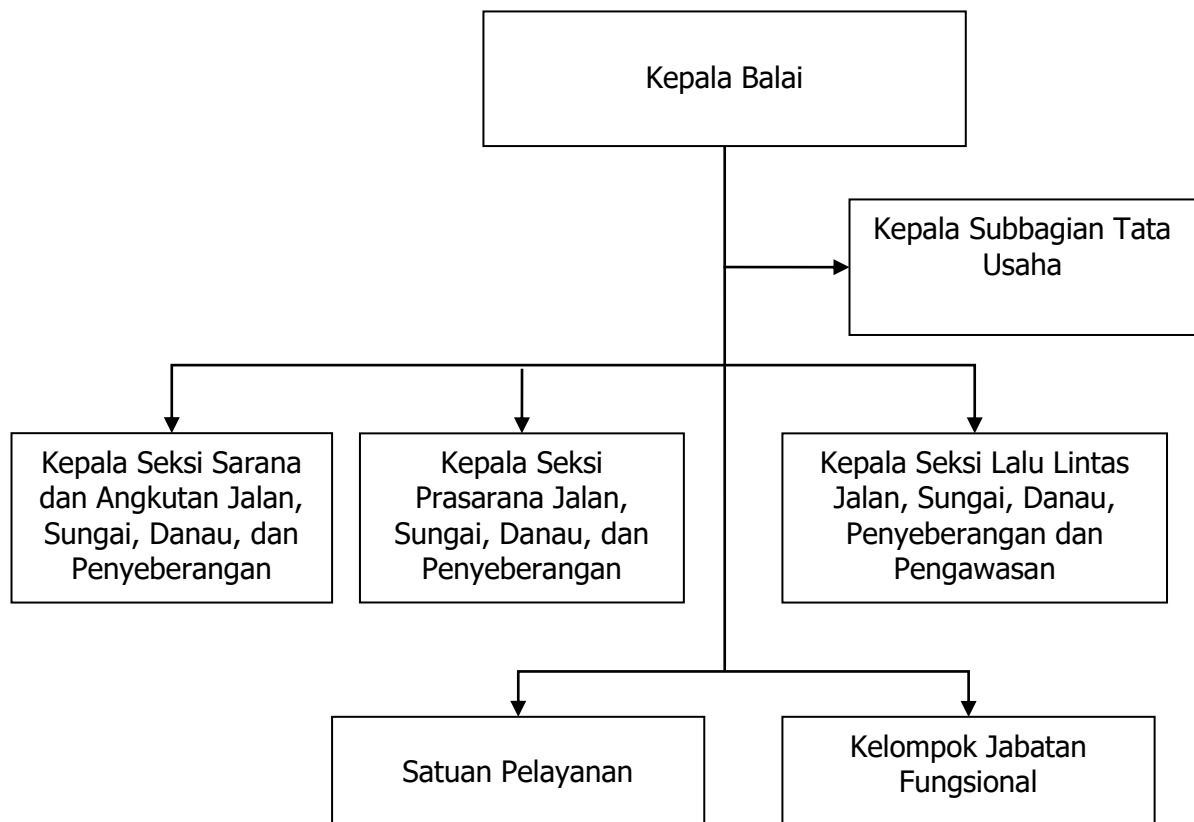 Kepala Balai
Kepala Subbagian Tata
Usaha
Kepala Seksi Sarana
dan Angkutan Jalan,
Sungai, Danau, dan
Penyeberangan
Kepala Seksi
Prasarana Jalan,
Sungai, Danau, dan
Penyeberangan
Kepala Seksi Lalu Lintas
Jalan, Sungai, Danau,
Penyeberangan dan
Pengawasan
Satuan Pelayanan
Kelompok Jabatan
Fungsional